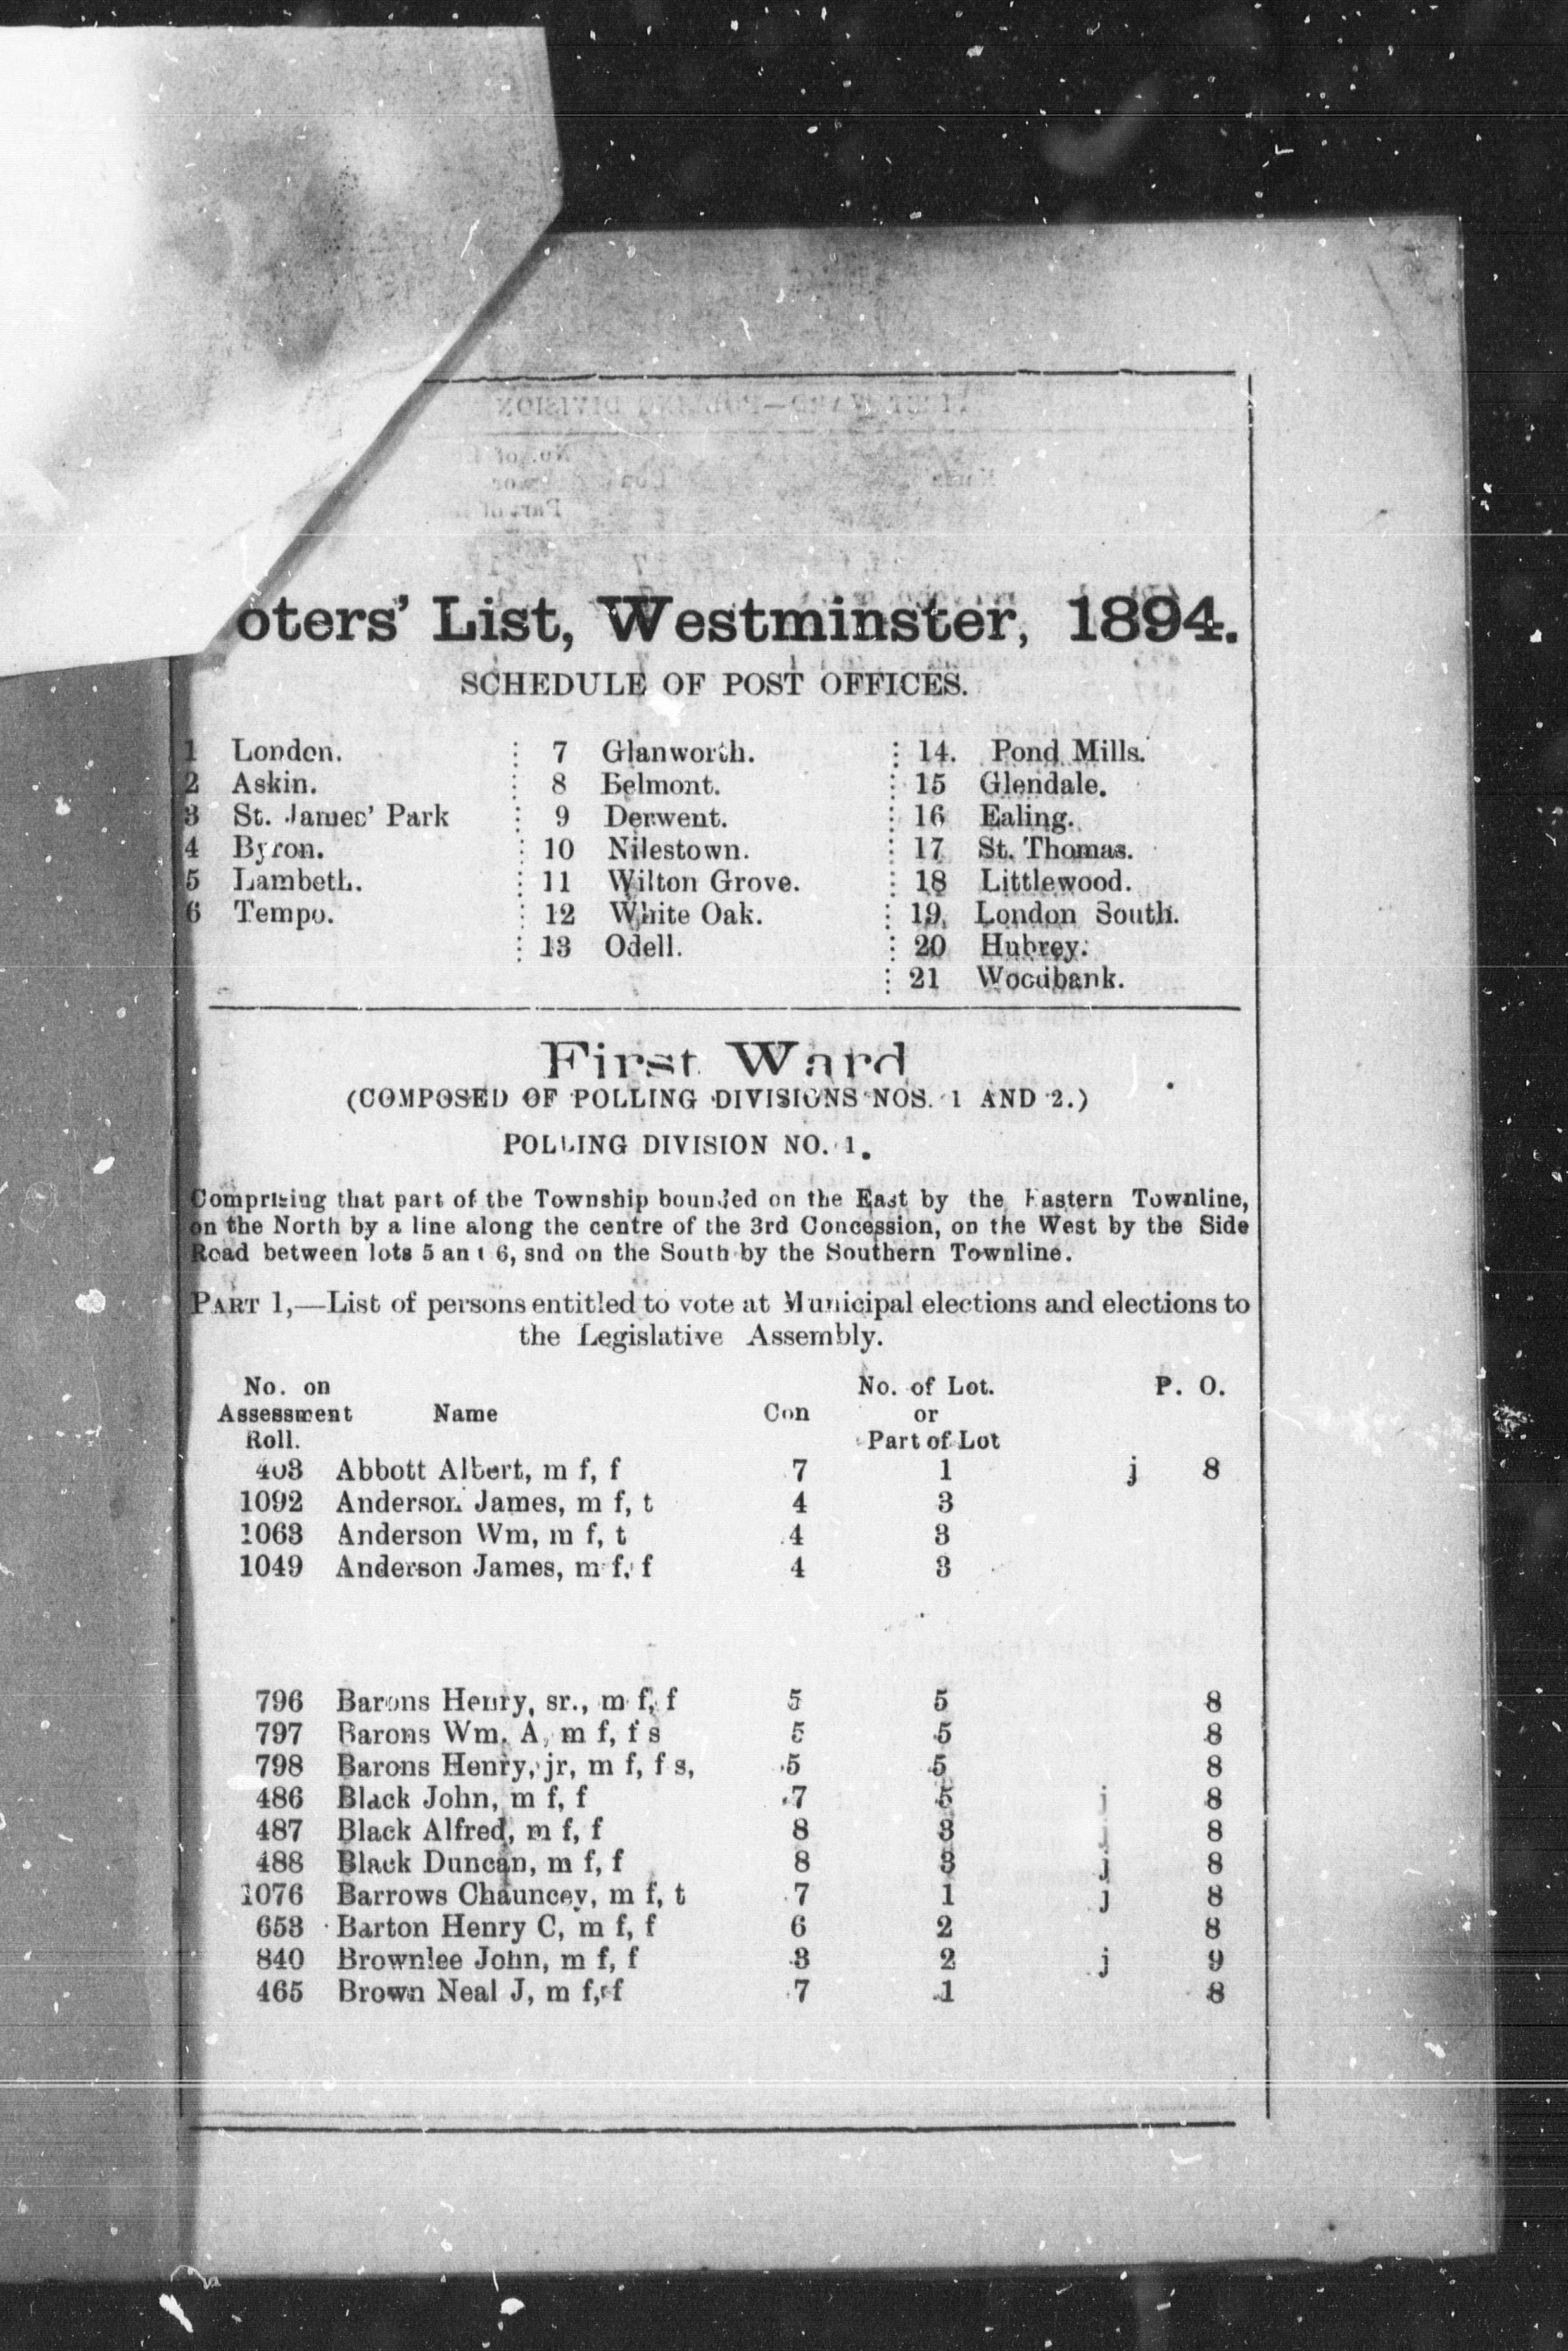 oters' List, Westminster, 1894.
SCHEDULE OF POST OFFICES.
1 London. : 7 Glanworth. : 14. Pond Mills.
2 Askin. : 8 Belmont. : 15 Glendale.
3 St. James' Park : 9 Derwent. : 16 Ealing.
4 Byron. : 10 Nilestown. : 17 St. Thomas.
5 Lambeth. : 11 Wilton Grove. : 18 Littlewood.
6 Tempo. : 12 White Oak. : 19. London South.
: 13 Odell. : 20 Hubrey.
: 21 Woodbank.
First Ward
(COMPOSED OF POLLING DIVISIONS NOS. 1 AND 2.)
POLLING DIVISION NO. 1.
Comprising that part of the Township bounded on the East by the Eastern Townline,
on the North by a line along the centre of the 3rd Concession, on the West by the Side
Road between lots 5 an 6, snd on the South by the Southern Townline.
PART 1,—List of persons entitled to vote at Municipal elections and elections to
the Legislative Assembly.
No. on No. of Lot. P. O.
Assessment Name Con or
Roll. Part of Lot
403 Abbott Albert, m f, f 7 1 j 8
1092 Anderson James, m f, t 4 3
1063 Anderson Wm, m f, t 4 3
1049 Anderson James, m f, f 4 3
796 Barons Henry, sr., m f, f 5 5 8
797 Barons Wm. A, m f, f s 5 5 8
798 Barons Henry, jr, m f, f s, 5 5 8
486 Black John, m f, f 7 5 j 8
487 Black Alfred, m f, f 8 3 j 8
488 Black Duncan, m f, f 8 3 j 8
1076 Barrows Chauncey, m f, t 7 1 j 8
653 Barton Henry C, m f, f 6 2 8
840 Brownlee John, m f, f 3 2 j 9
465 Brown Neal J, m f, f 7 1 8